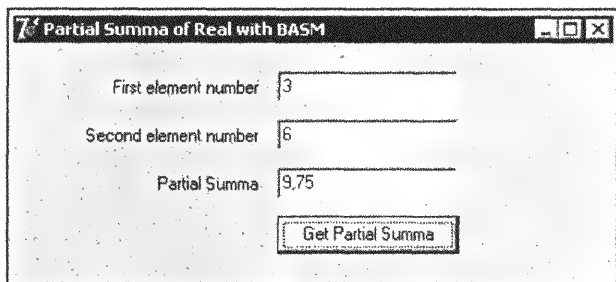 Partial Summa of Real with BASM
First element number 3
Second element number 6
Partial Summa 9,75
Get Partial Summa